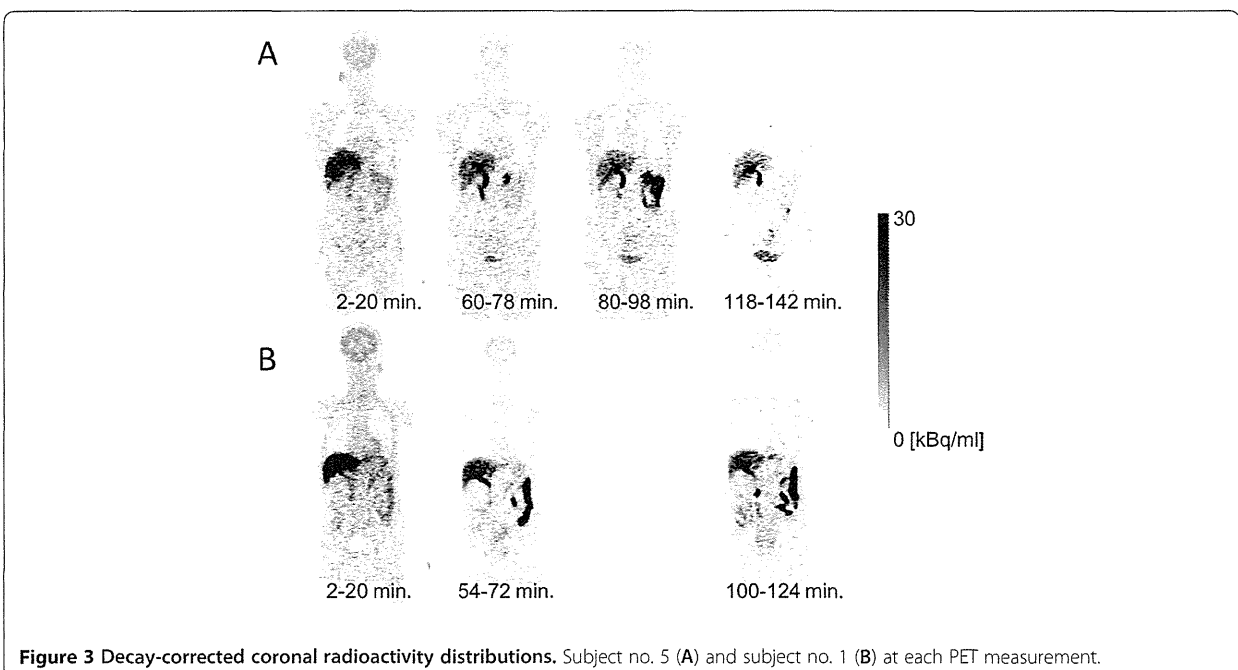 A
2-20 min.
60-78 min.
80-98 min.
118-142 min.
30
0 [kBq/ml]
B
2-20 min.
54-72 min.
100-124 min.
Figure 3 Decay-corrected coronal radioactivity distributions. Subject no. 5 (A) and subject no. 1 (B) at each PET measurement.